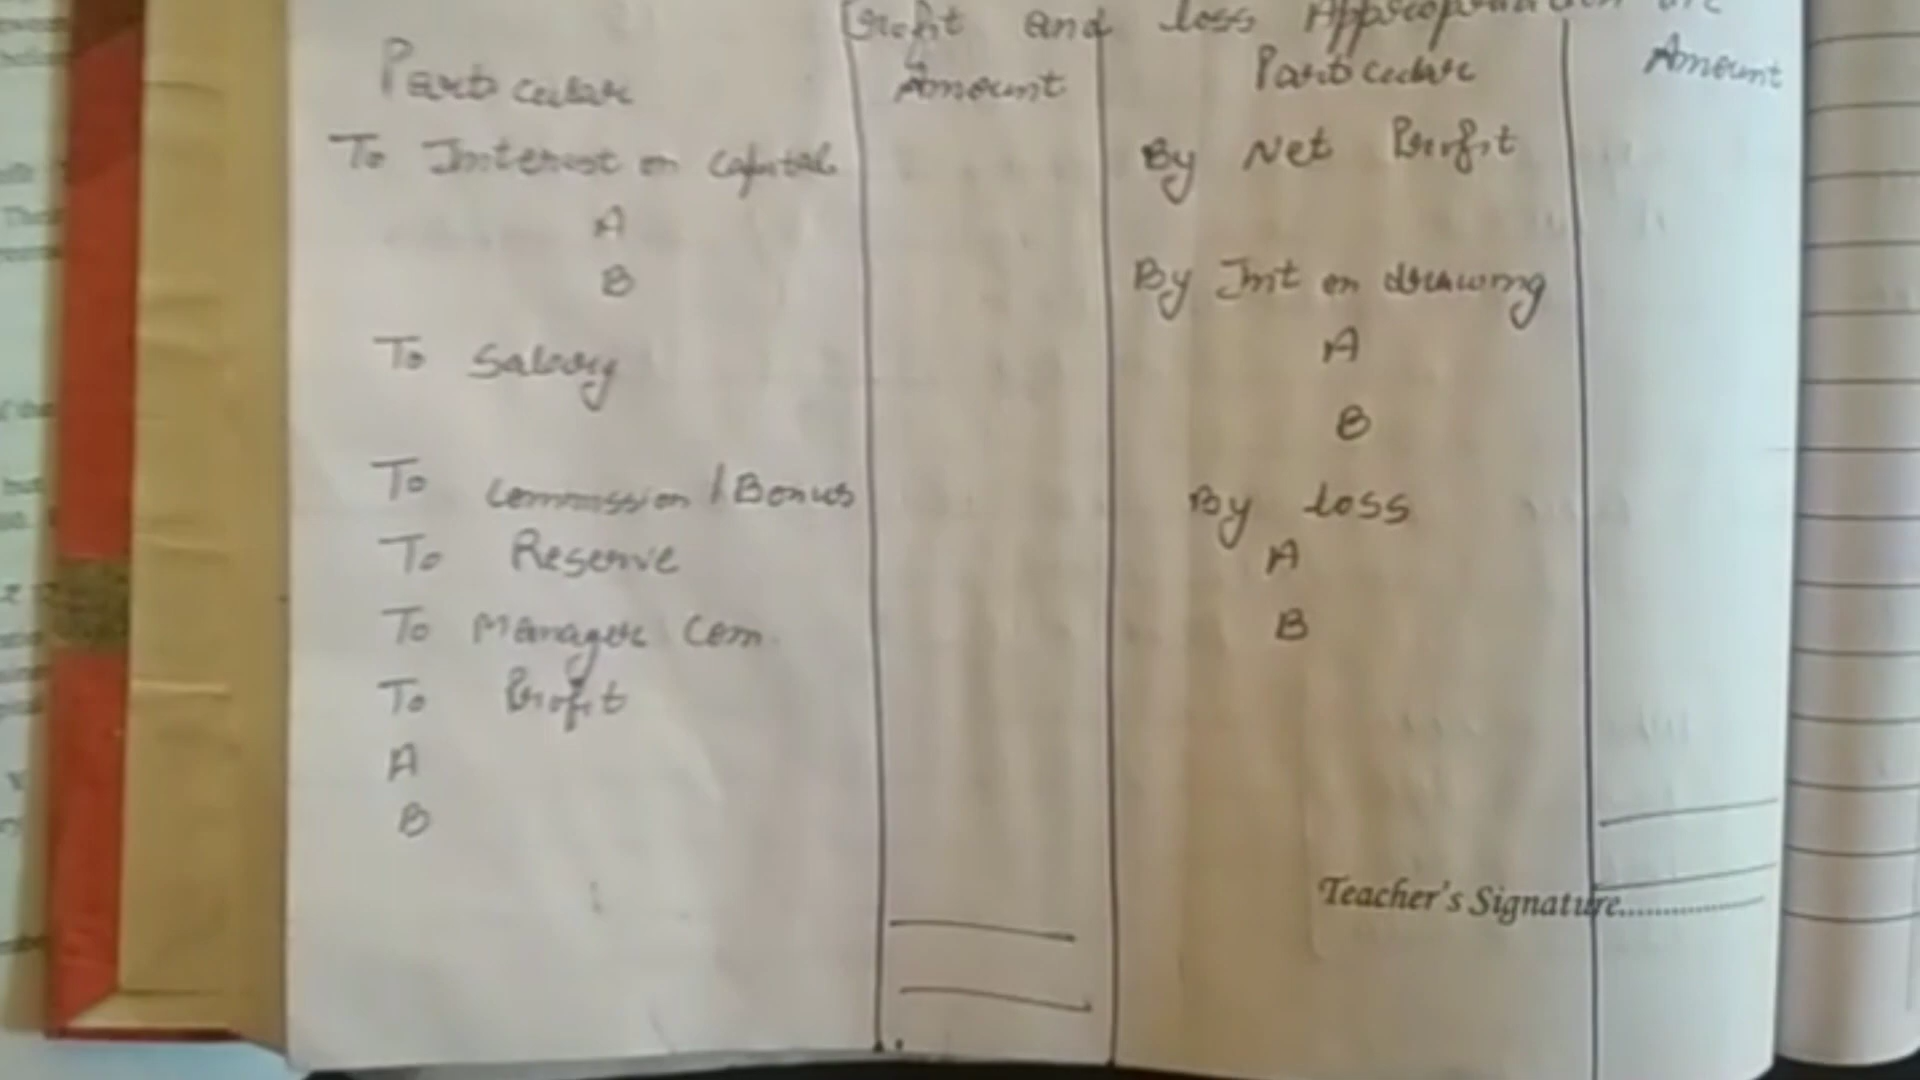 Profit and loss Appropriation A/c
Particular Amount Particular Amount
To Interest on capital
A
B
To Salary
To Commission / Bonus
To Reserve
To Manager Com.
To Profit
A
B
By Net Profit
By Int on drawing
A
B
By loss
A
B
Teacher's Signature..................